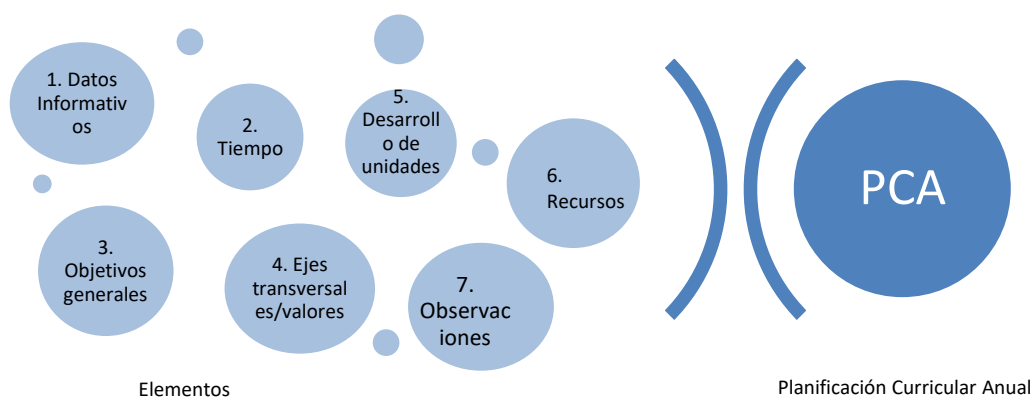 1. Datos
Informativ
os
2.
Tiempo
3.
Objetivos
generales
4. Ejes
transversal
es/valores
5.
Desarroll
o de
unidades
6.
Recursos
7.
Observac
iones
PCA
Elementos
Planificación Curricular Anual